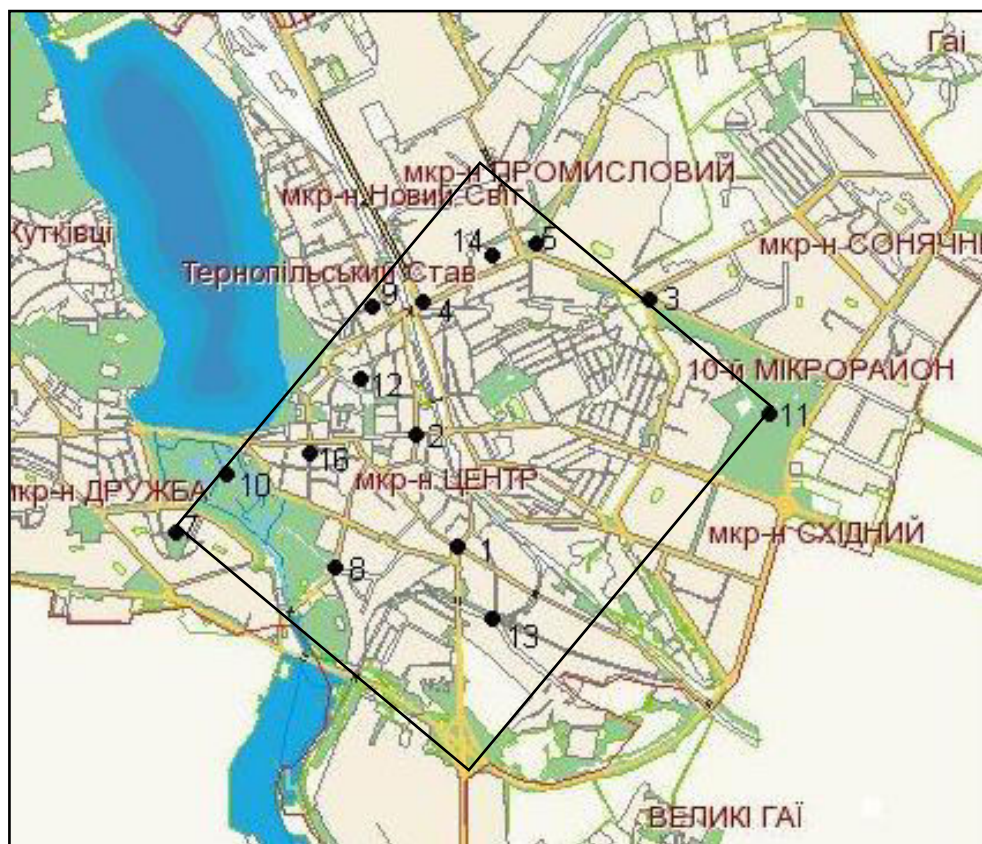 Гаї
мкр-н ПРОМИСЛОВИЙ
мкр-н Новий Світ
Кутківці
14
5
мкр-н СОНЯЧНИ
Тернопільський Став
9
4
3
10-й МІКРОРАЙОН
12
11
2
16
мкр-н ЦЕНТР
10
мкр-н ДРУЖБА
7
мкр-н СХІДНИЙ
1
8
13
ВЕЛИКІ ГАЇ